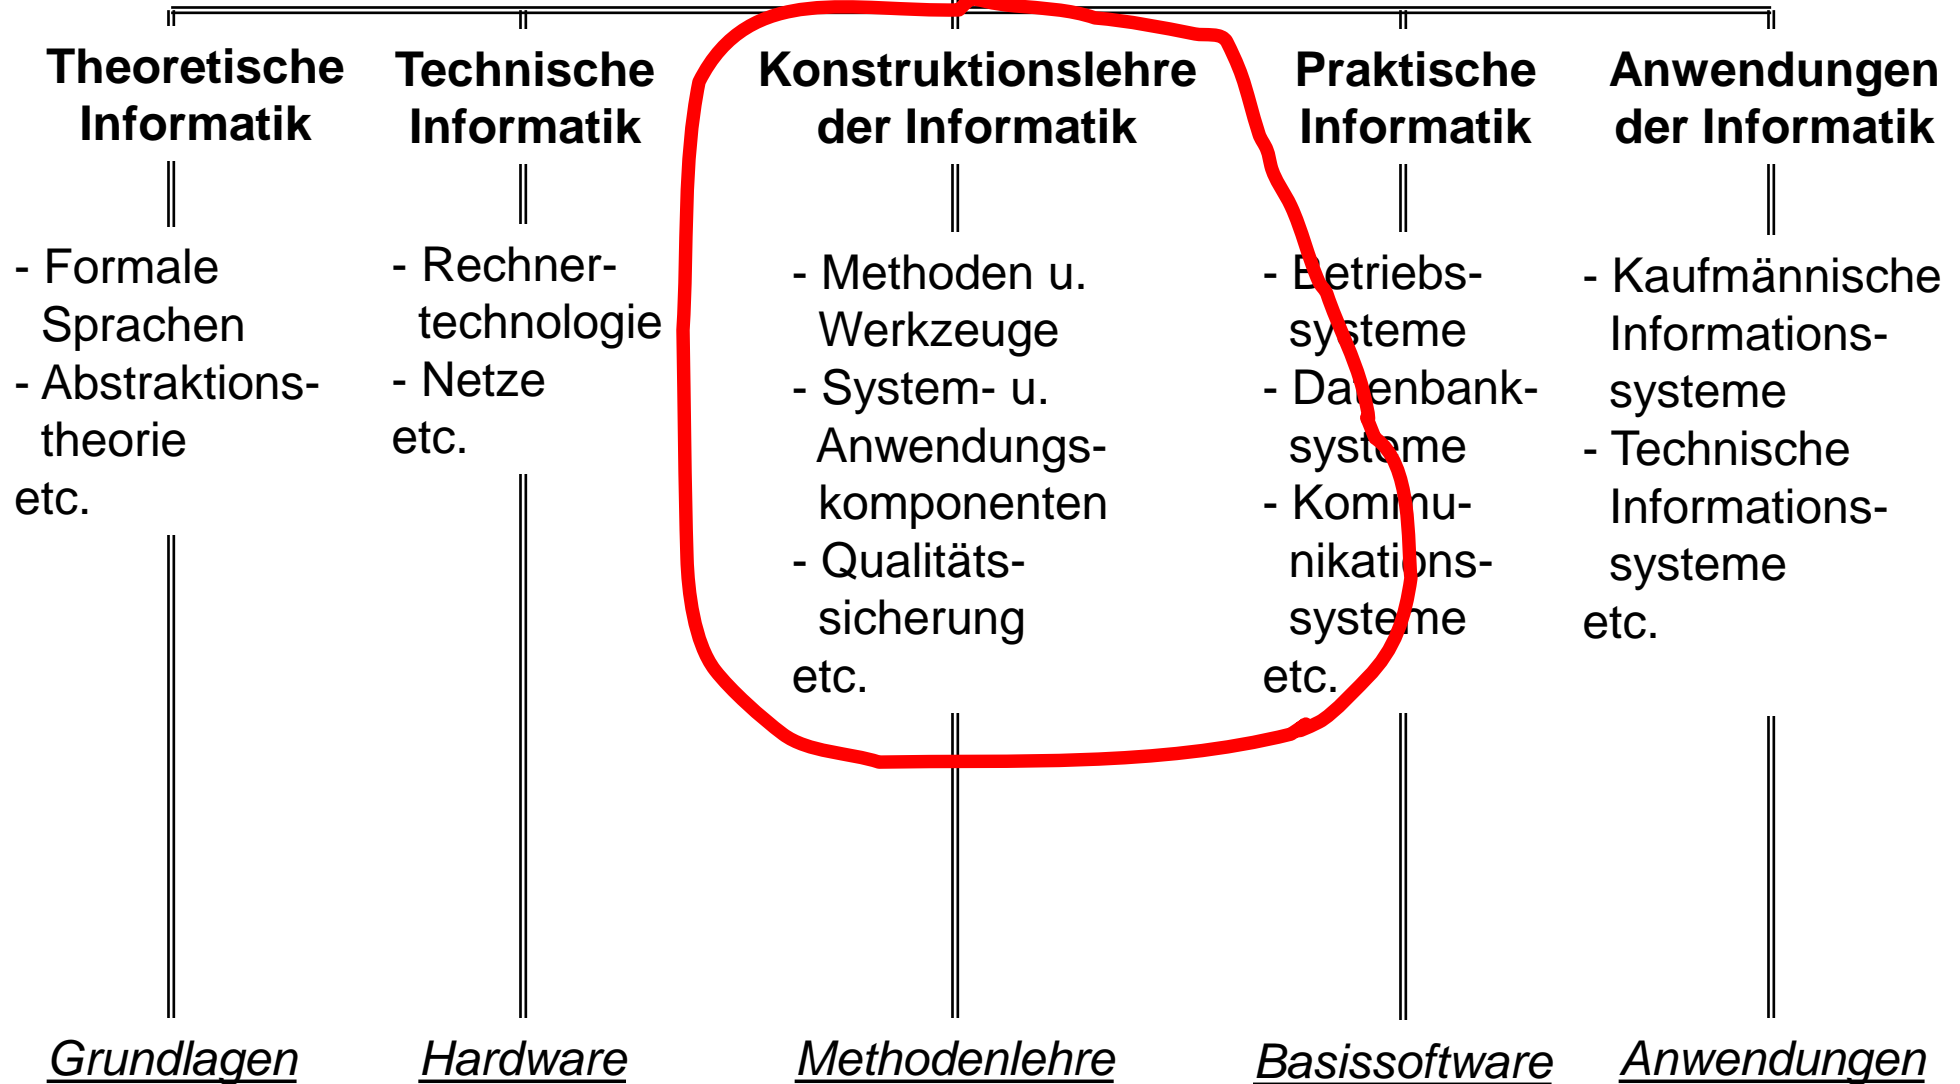 Theoretische
Informatik
- Formale
Sprachen
- Abstraktions-
theorie
etc.
Grundlagen
Technische
Informatik
- Rechner-
technologie
- Netze
etc.
Hardware
Konstruktionslehre
der Informatik
- Methoden u.
Werkzeuge
- System- u.
Anwendungs-
komponenten
- Qualitäts-
sicherung
etc.
Methodenlehre
Praktische
Informatik
- Betriebs-
systeme
- Datenbank-
systeme
- Kommu-
nikations-
systeme
etc.
Basissoftware
Anwendungen
der Informatik
- Kaufmännische
Informations-
systeme
- Technische
Informations-
systeme
etc.
Anwendungen